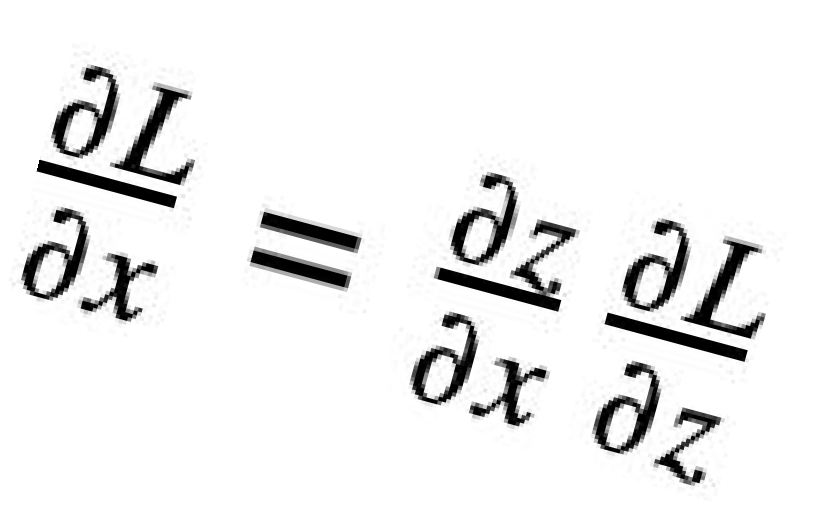 ∂L/∂x = ∂z/∂x ∂L/∂z